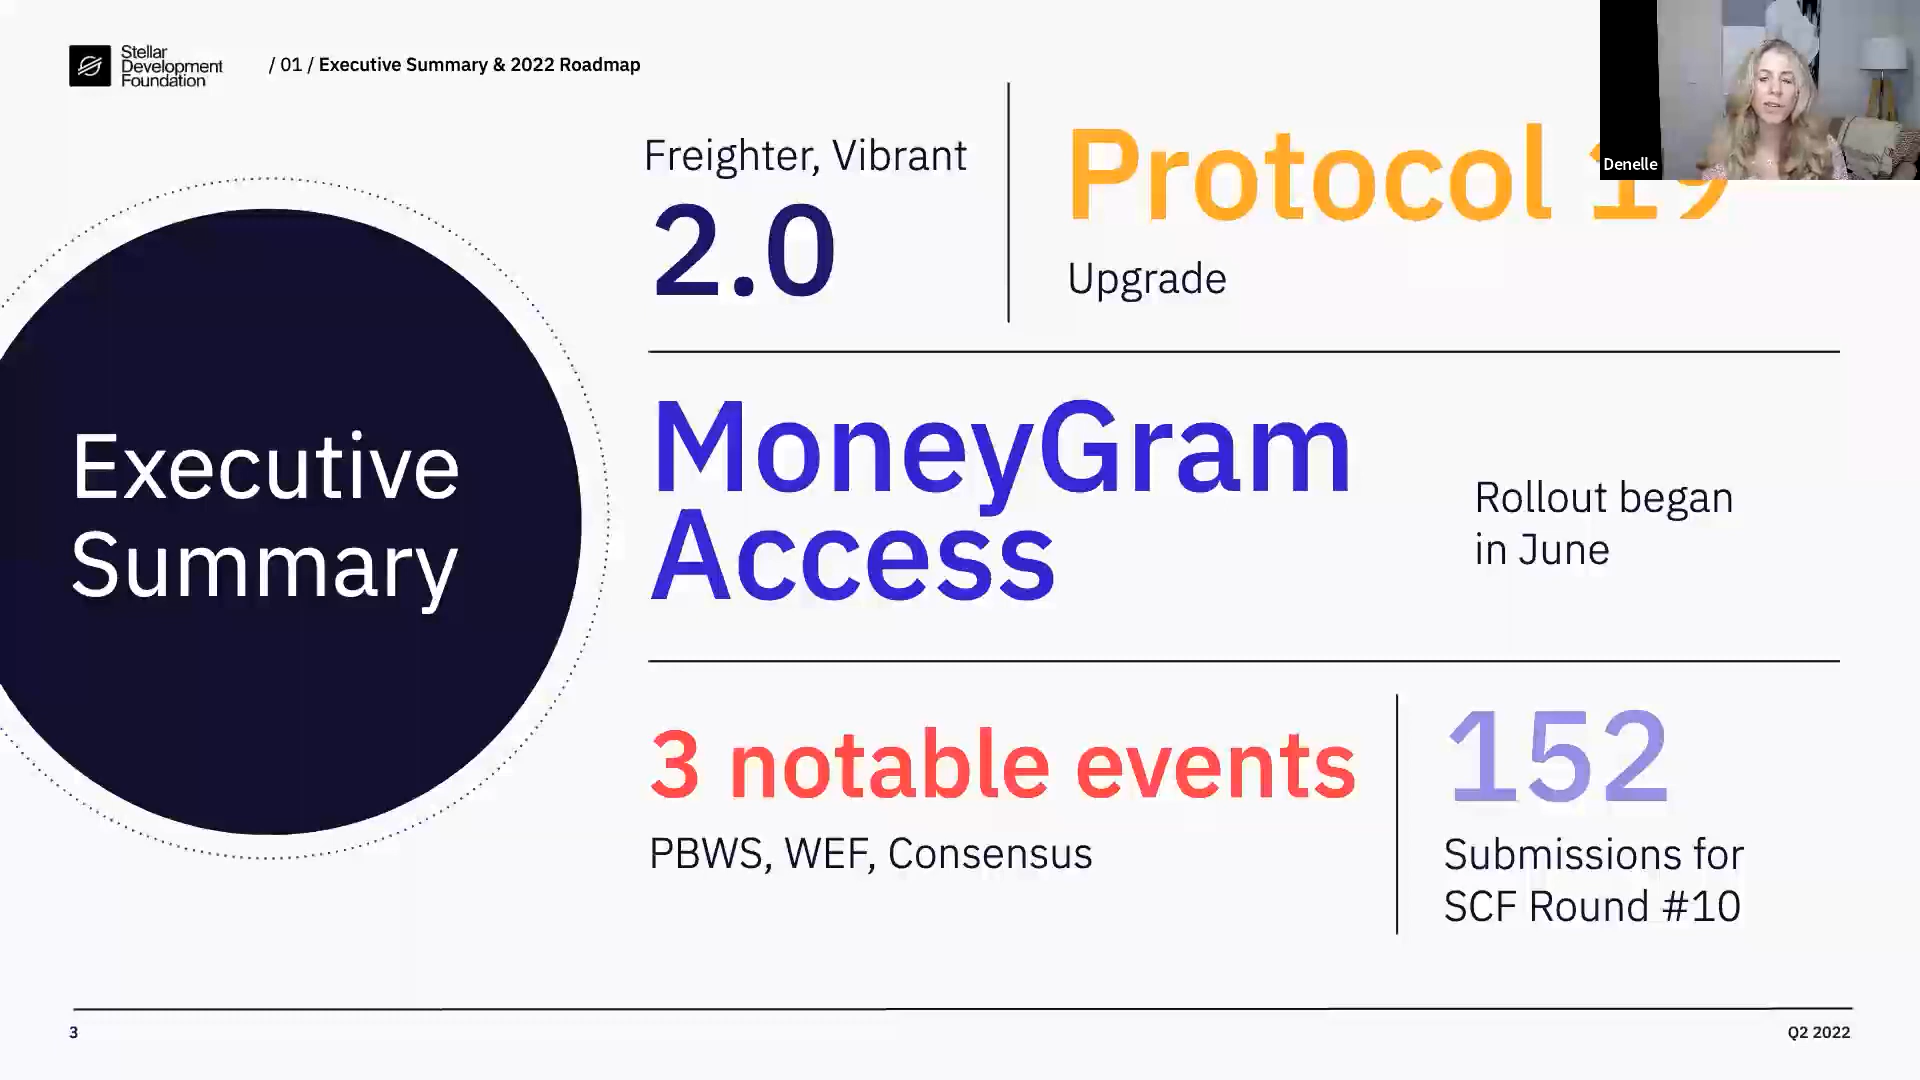 Stellar
Development
Foundation
/ 01 / Executive Summary & 2022 Roadmap
Denelle
Freighter, Vibrant
2.0
Protocol 19
Upgrade
Executive
Summary
MoneyGram
Access
Rollout began
in June
3 notable events
PBWS, WEF, Consensus
152
Submissions for
SCF Round #10
3
Q2 2022